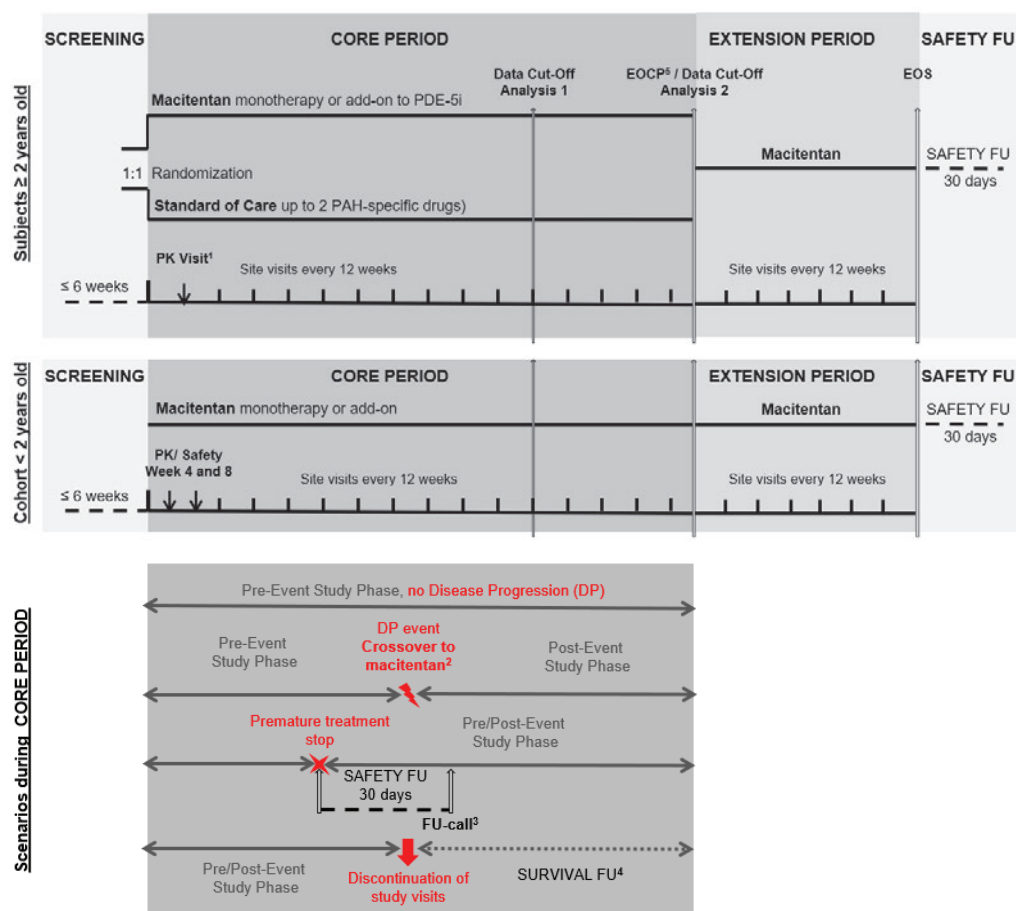 SCREENING
CORE PERIOD
EXTENSION PERIOD
SAFETY FU
Subjects ≥ 2 years old
Data Cut-Off
Analysis 1
EOCP⁵ / Data Cut-Off
Analysis 2
EOS
Macitentan monotherapy or add-on to PDE-5i
1:1 Randomization
Macitentan
SAFETY FU
30 days
Standard of Care up to 2 PAH-specific drugs)
PK Visit¹
Site visits every 12 weeks
Site visits every 12 weeks
≤ 6 weeks
Cohort < 2 years old
SCREENING
CORE PERIOD
EXTENSION PERIOD
SAFETY FU
Macitentan monotherapy or add-on
Macitentan
SAFETY FU
30 days
PK/ Safety
Week 4 and 8
Site visits every 12 weeks
Site visits every 12 weeks
≤ 6 weeks
Scenarios during CORE PERIOD
Pre-Event Study Phase, no Disease Progression (DP)
Pre-Event
Study Phase
DP event
Crossover to
macitentan²
Post-Event
Study Phase
Premature treatment
stop
Pre/Post-Event
Study Phase
SAFETY FU
30 days
FU-call³
Pre/Post-Event
Study Phase
Discontinuation of
study visits
SURVIVAL FU⁴